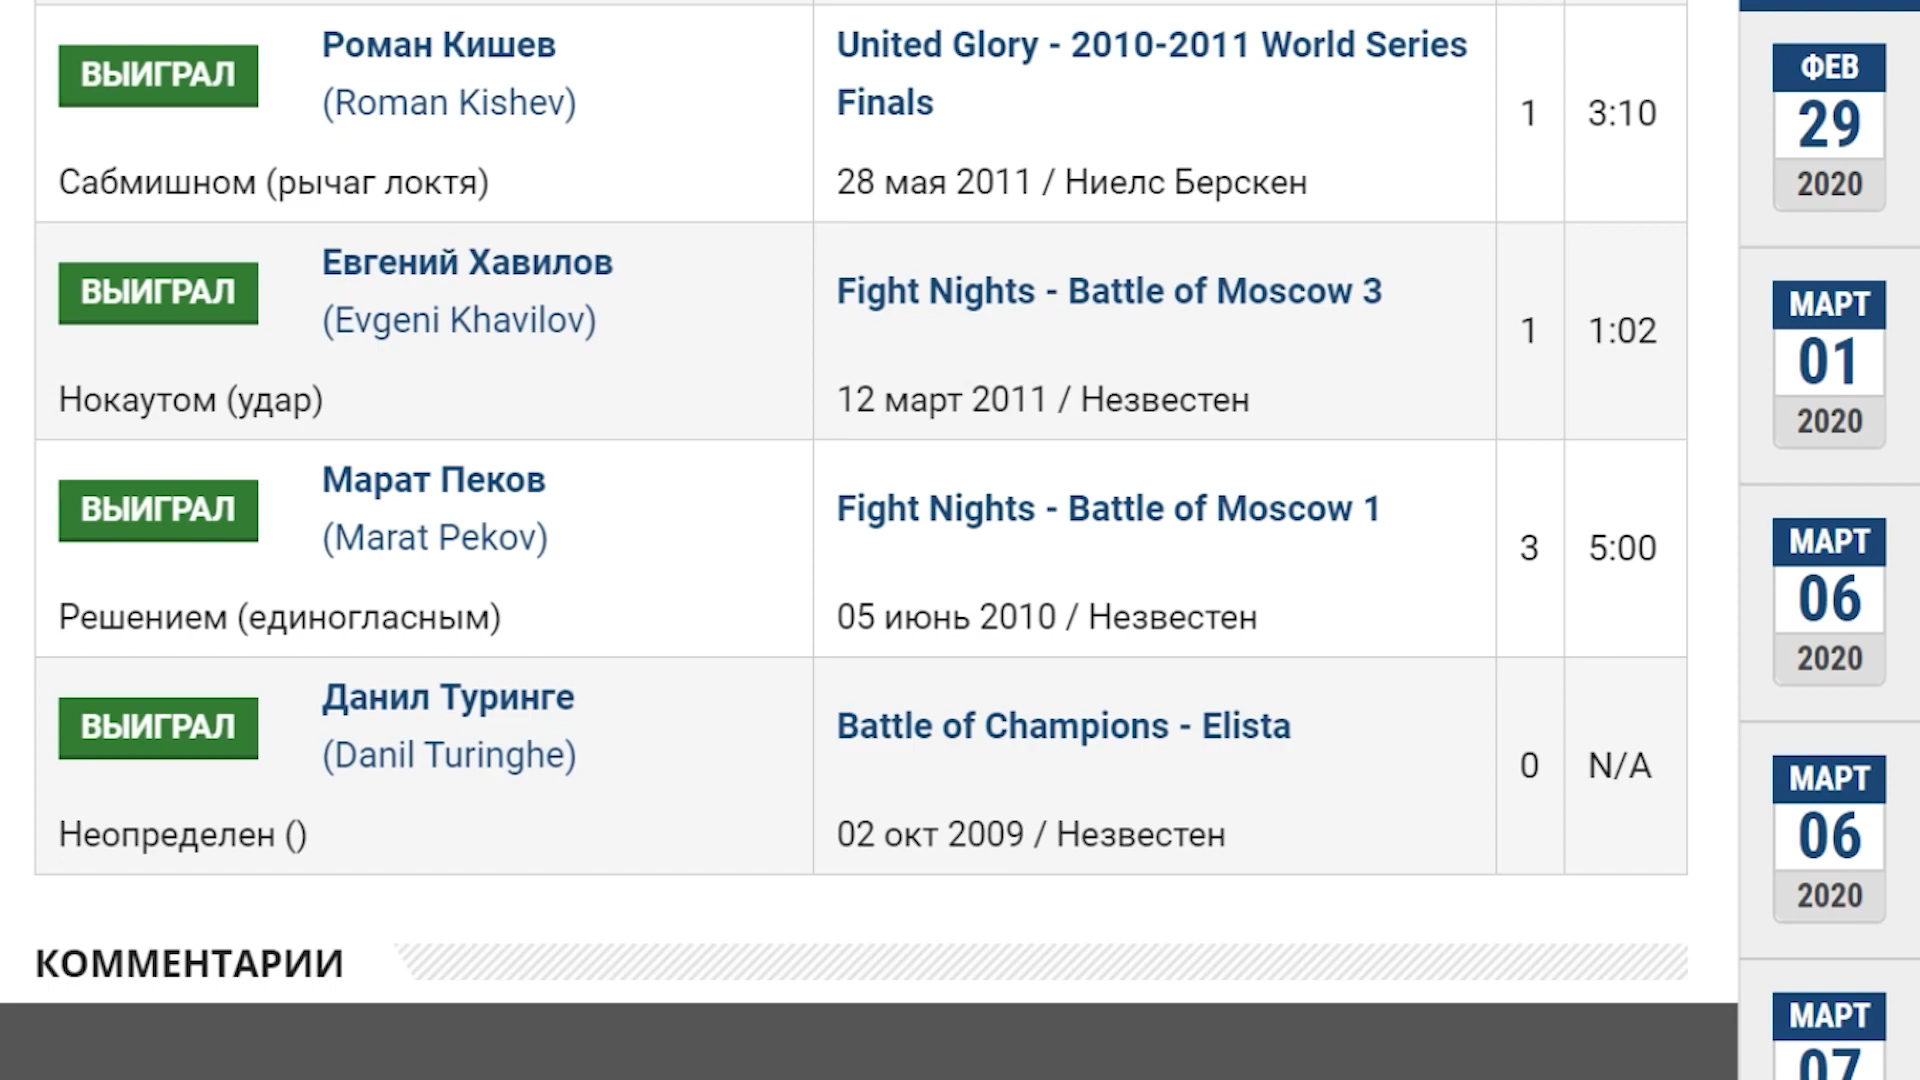 ВЫИГРАЛ
Роман Кишев
(Roman Kishev)
Сабмишном (рычаг локтя)
United Glory - 2010-2011 World Series
Finals
28 мая 2011 / Ниелс Берскен
1
3:10
ВЫИГРАЛ
Евгений Хавилов
(Evgeni Khavilov)
Нокаутом (удар)
Fight Nights - Battle of Moscow 3
12 март 2011 / Незвестен
1
1:02
ВЫИГРАЛ
Марат Пеков
(Marat Pekov)
Решением (единогласным)
Fight Nights - Battle of Moscow 1
05 июнь 2010 / Незвестен
3
5:00
ВЫИГРАЛ
Данил Туринге
(Danil Turinghe)
Неопределен ()
Battle of Champions - Elista
02 окт 2009 / Незвестен
0
N/A
КОММЕНТАРИИ
ФЕВ
29
2020
МАРТ
01
2020
МАРТ
06
2020
МАРТ
06
2020
МАРТ
07